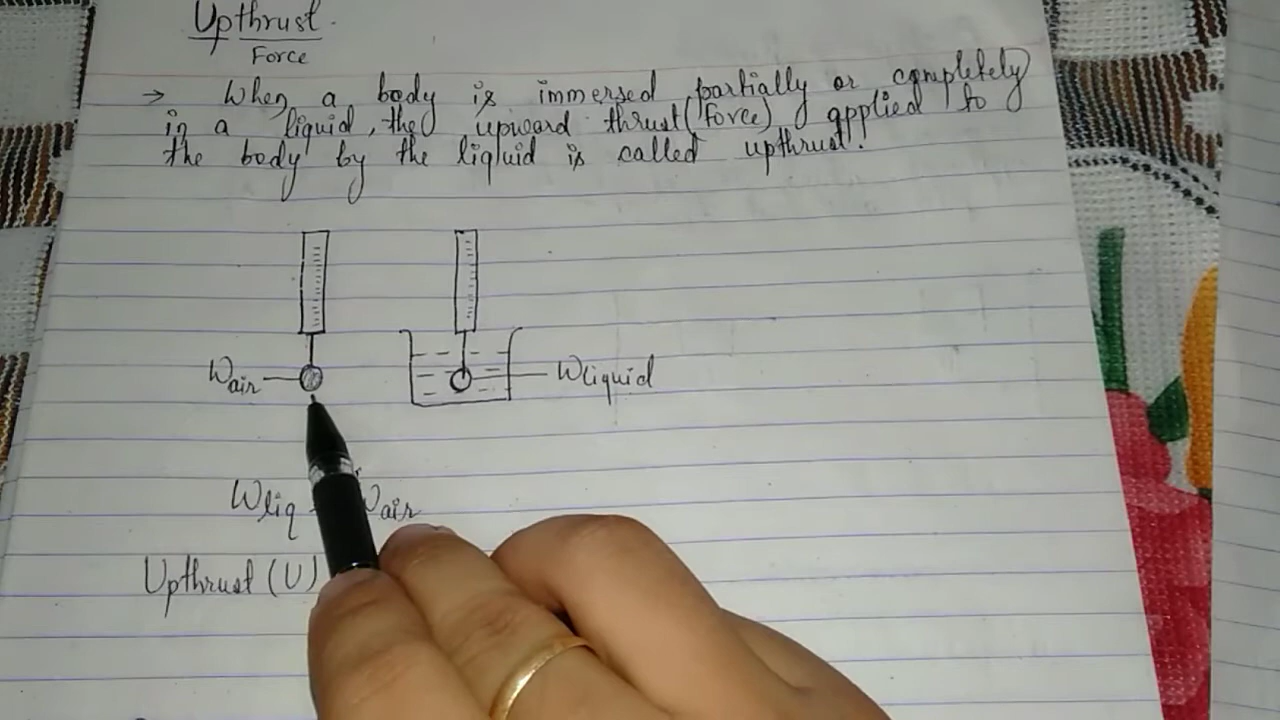 Upthrust
Force
→ When a body is immersed partially or completely
in a liquid, the upward thrust (Force) applied to
the body by the liquid is called upthrust.
Wair
Wliquid
Wliq Wair
Upthrust (U)